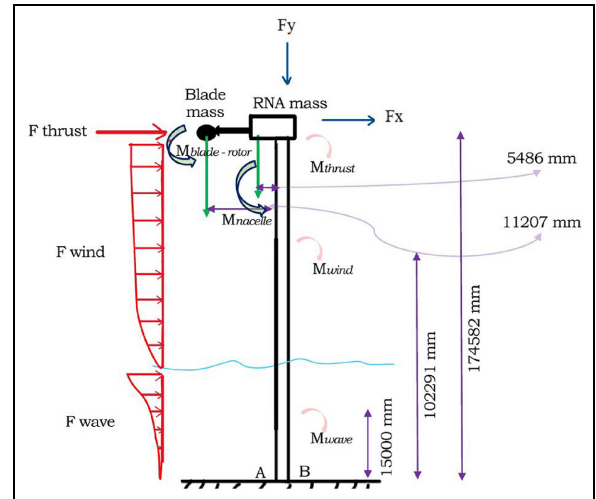 Fy
Blade
mass
RNA mass
Fx
F thrust
Mblade - rotor
Mthrust
5486 mm
Mnacelle
11207 mm
F wind
Mwind
102291 mm
174582 mm
F wave
Mwave
15000 mm
A
B